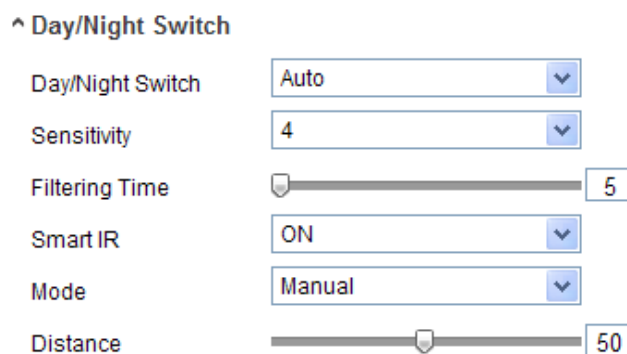 Day/Night Switch
Day/Night Switch Auto
Sensitivity 4
Filtering Time 5
Smart IR ON
Mode Manual
Distance 50